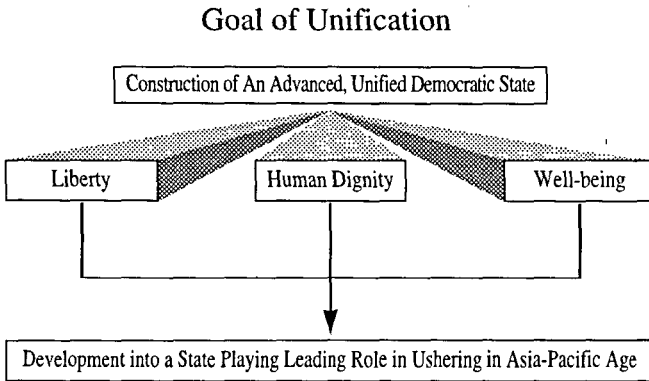 Goal of Unification
Construction of An Advanced, Unified Democratic State
Liberty
Human Dignity
Well-being
Development into a State Playing Leading Role in Ushering in Asia-Pacific Age